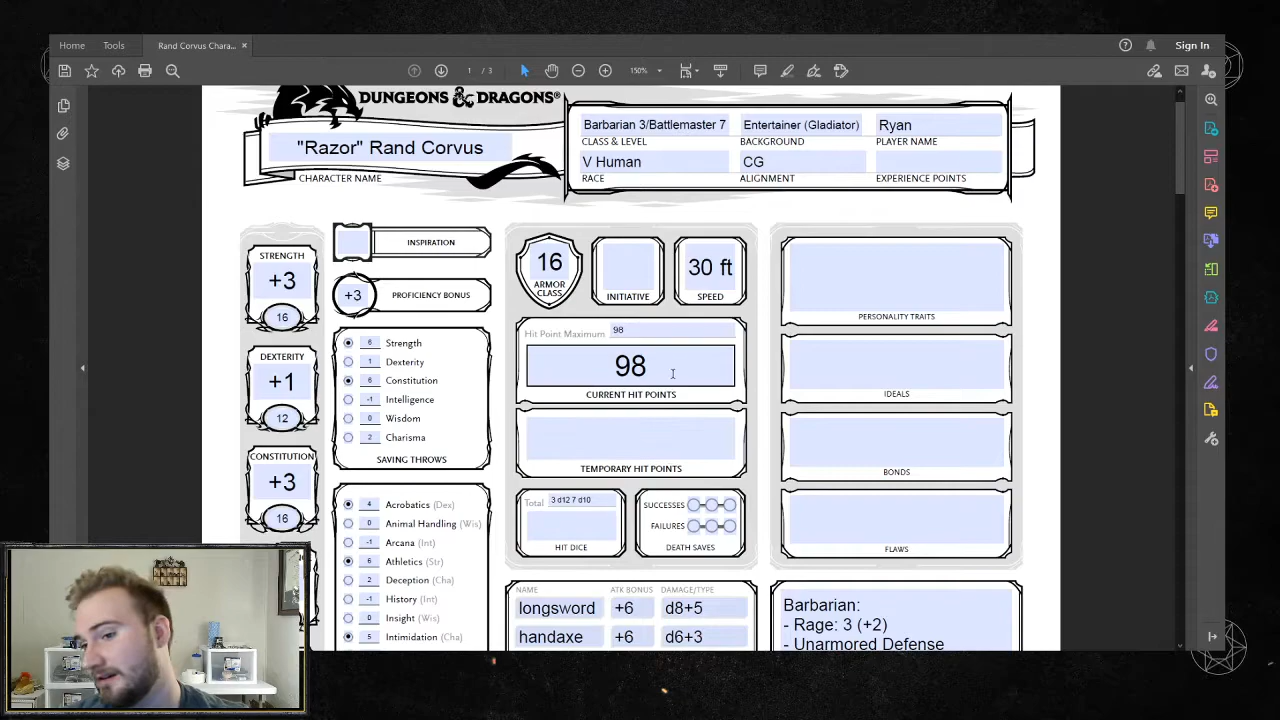 Home Tools Rand Corvus Chara... ×
Sign In
1 / 3 150%
DUNGEONS & DRAGONS®
"Razor" Rand Corvus
CHARACTER NAME
Barbarian 3/Battlemaster 7 Entertainer (Gladiator) Ryan
CLASS & LEVEL BACKGROUND PLAYER NAME
V Human CG
RACE ALIGNMENT EXPERIENCE POINTS
STRENGTH
+3
16
DEXTERITY
+1
12
CONSTITUTION
+3
16
INSPIRATION
+3 PROFICIENCY BONUS
6 Strength
1 Dexterity
6 Constitution
-1 Intelligence
0 Wisdom
2 Charisma
SAVING THROWS
4 Acrobatics (Dex)
0 Animal Handling (Wis)
-1 Arcana (Int)
6 Athletics (Str)
2 Deception (Cha)
-1 History (Int)
0 Insight (Wis)
5 Intimidation (Cha)
16
ARMOR
CLASS
INITIATIVE
30 ft
SPEED
Hit Point Maximum 98
98
CURRENT HIT POINTS
TEMPORARY HIT POINTS
Total 3 d12 7 d10
HIT DICE
SUCCESSES
FAILURES
DEATH SAVES
NAME ATK BONUS DAMAGE/TYPE
longsword +6 d8+5
handaxe +6 d6+3
PERSONALITY TRAITS
IDEALS
BONDS
FLAWS
Barbarian:
- Rage: 3 (+2)
- Unarmored Defense